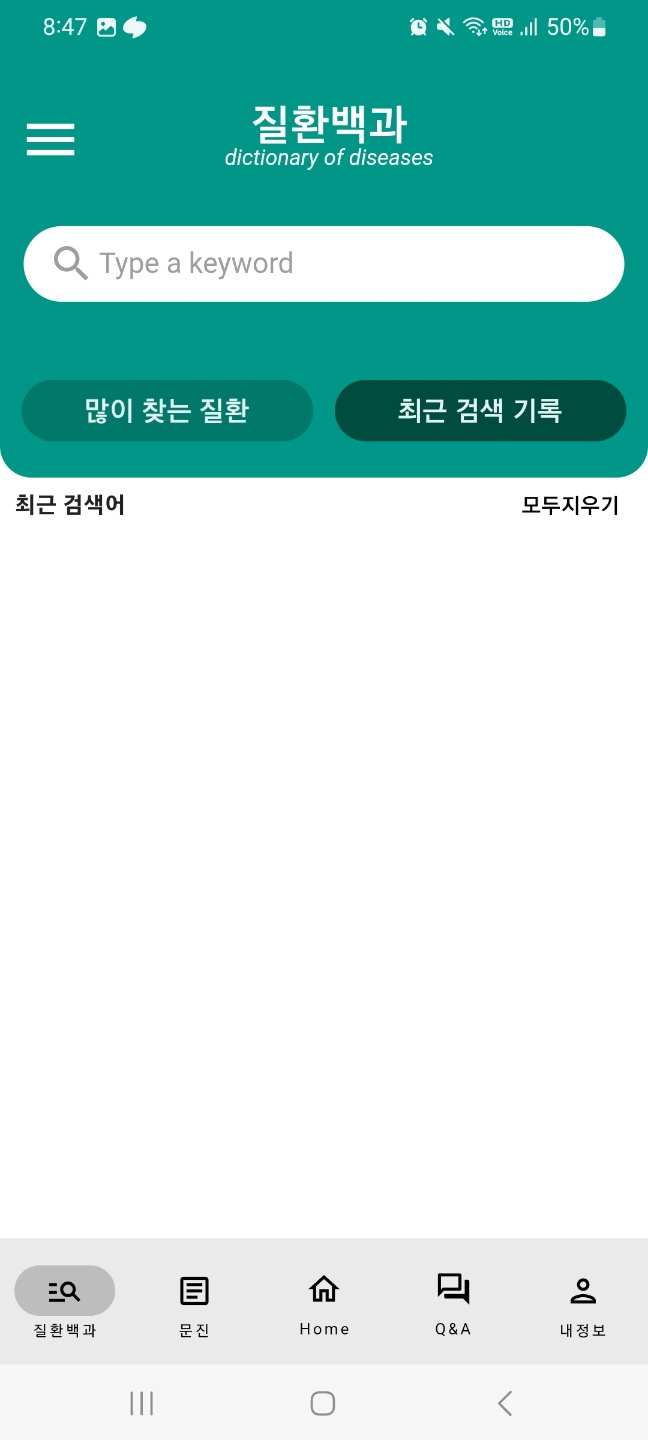 8:47 HD Voice 50%
질환백과
dictionary of diseases
Type a keyword
많이 찾는 질환 최근 검색 기록
최근 검색어 모두지우기
질환백과 문진 Home Q&A 내정보